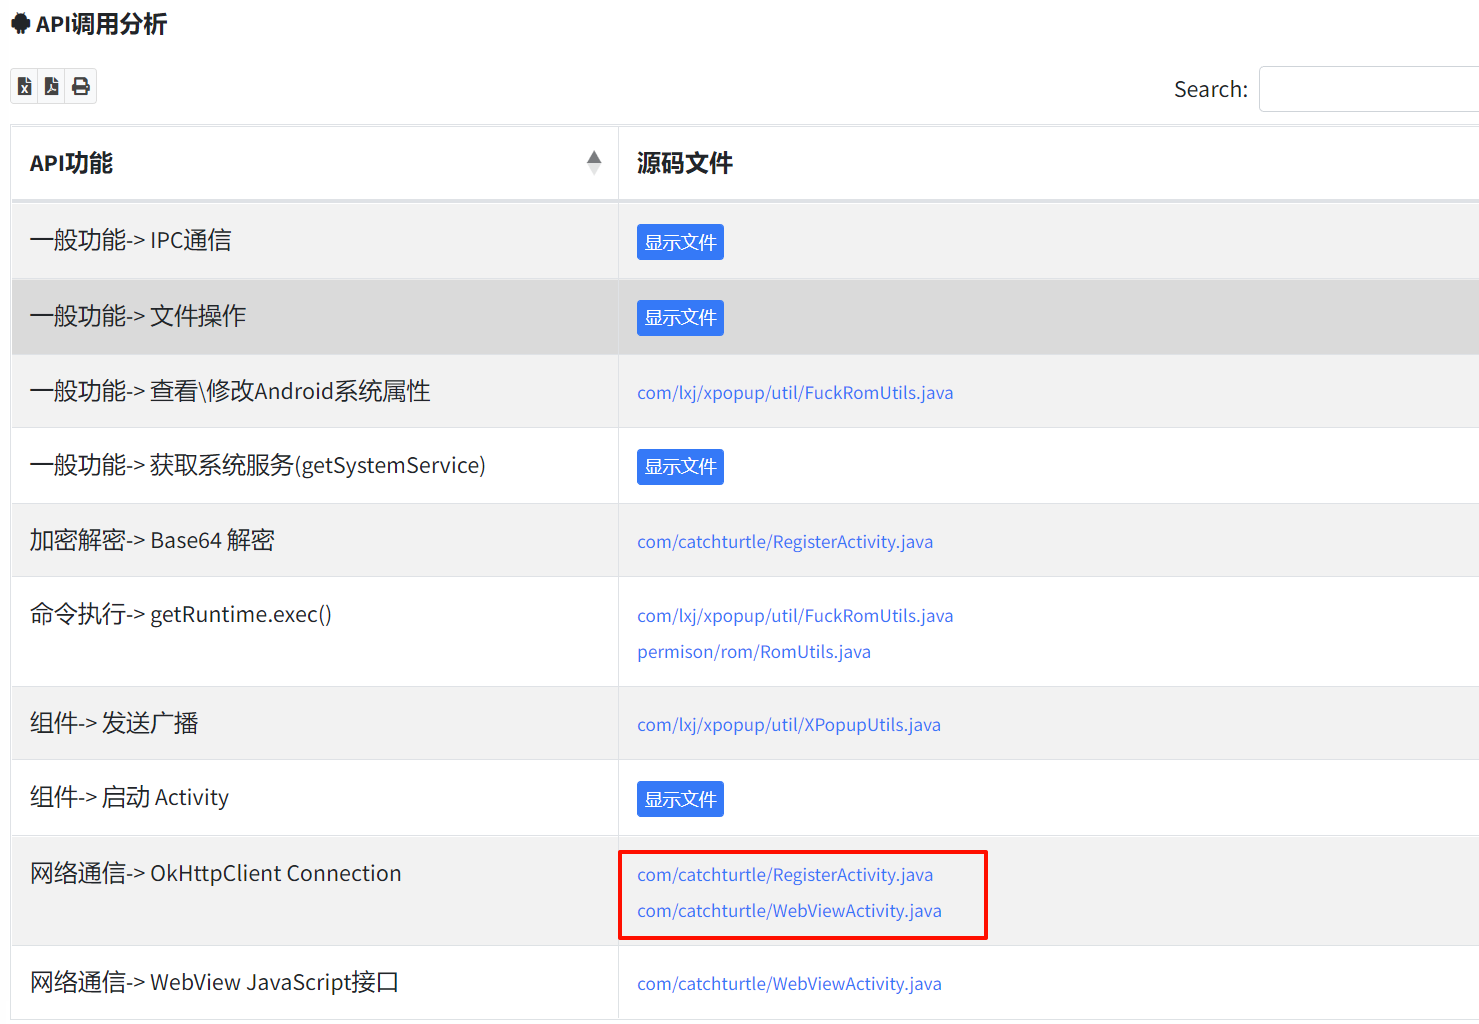 API调用分析
Search:
API功能
源码文件
一般功能-> IPC通信
显示文件
一般功能-> 文件操作
显示文件
一般功能-> 查看\修改Android系统属性
com/lxj/xpopup/util/FuckRomUtils.java
一般功能-> 获取系统服务(getSystemService)
显示文件
加密解密-> Base64 解密
com/catchturtle/RegisterActivity.java
命令执行-> getRuntime.exec()
com/lxj/xpopup/util/FuckRomUtils.java
permison/rom/RomUtils.java
组件-> 发送广播
com/lxj/xpopup/util/XPopupUtils.java
组件-> 启动 Activity
显示文件
网络通信-> OkHttpClient Connection
com/catchturtle/RegisterActivity.java
com/catchturtle/WebViewActivity.java
网络通信-> WebView JavaScript接口
com/catchturtle/WebViewActivity.java